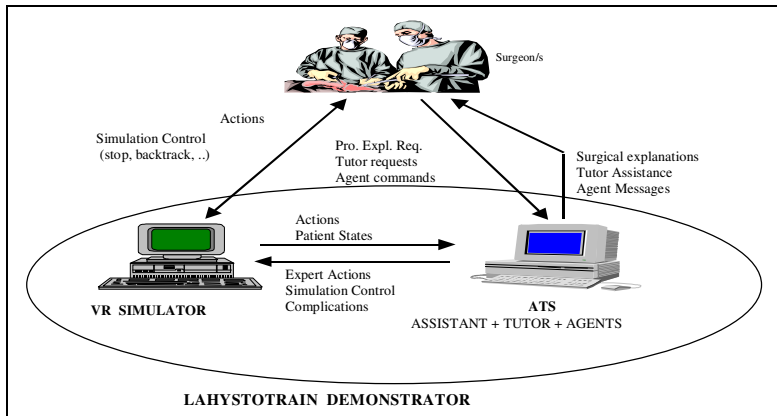 Surgeon/s
Actions
Simulation Control
(stop, backtrack, ..)
Pro. Expl. Req.
Tutor requests
Agent commands
Surgical explanations
Tutor Assistance
Agent Messages
Actions
Patient States
Expert Actions
Simulation Control
Complications
VR SIMULATOR
ATS
ASSISTANT + TUTOR + AGENTS
LAHYSTOTRAIN DEMONSTRATOR